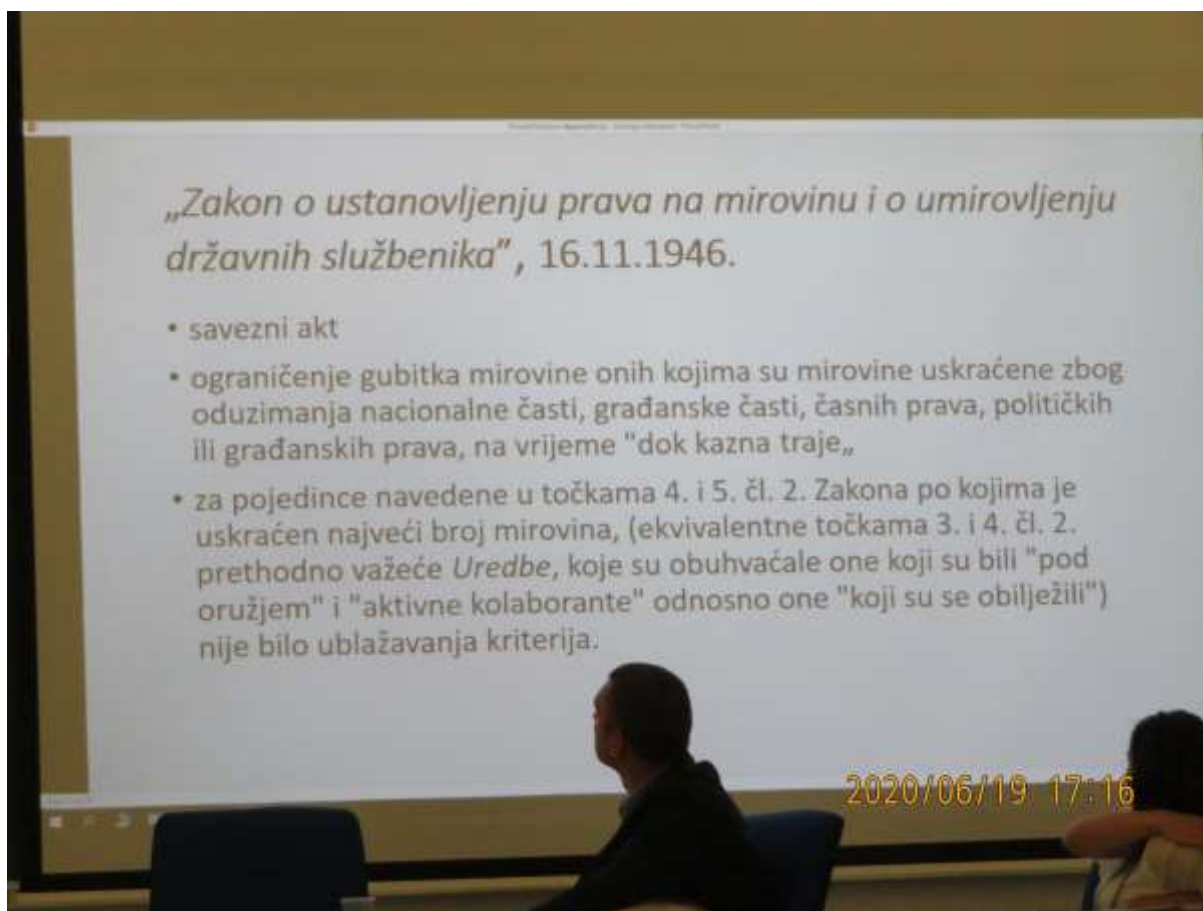 „Zakon o ustanovljenju prava na mirovinu i o umirovljenju
državnih službenika", 16.11.1946.
• savezni akt
• ograničenje gubitka mirovine onih kojima su mirovine uskraćene zbog
oduzimanja nacionalne časti, građanske časti, časnih prava, političkih
ili građanskih prava, na vrijeme "dok kazna traje„
• za pojedince navedene u točkama 4. i 5. čl. 2. Zakona po kojima je
uskraćen najveći broj mirovina, (ekvivalentne točkama 3. i 4. čl. 2.
prethodno važeće Uredbe, koje su obuhvaćale one koji su bili "pod
oružjem" i "aktivne kolaborante" odnosno one "koji su se obilježili")
nije bilo ublažavanja kriterija.
2020/06/19 17:16